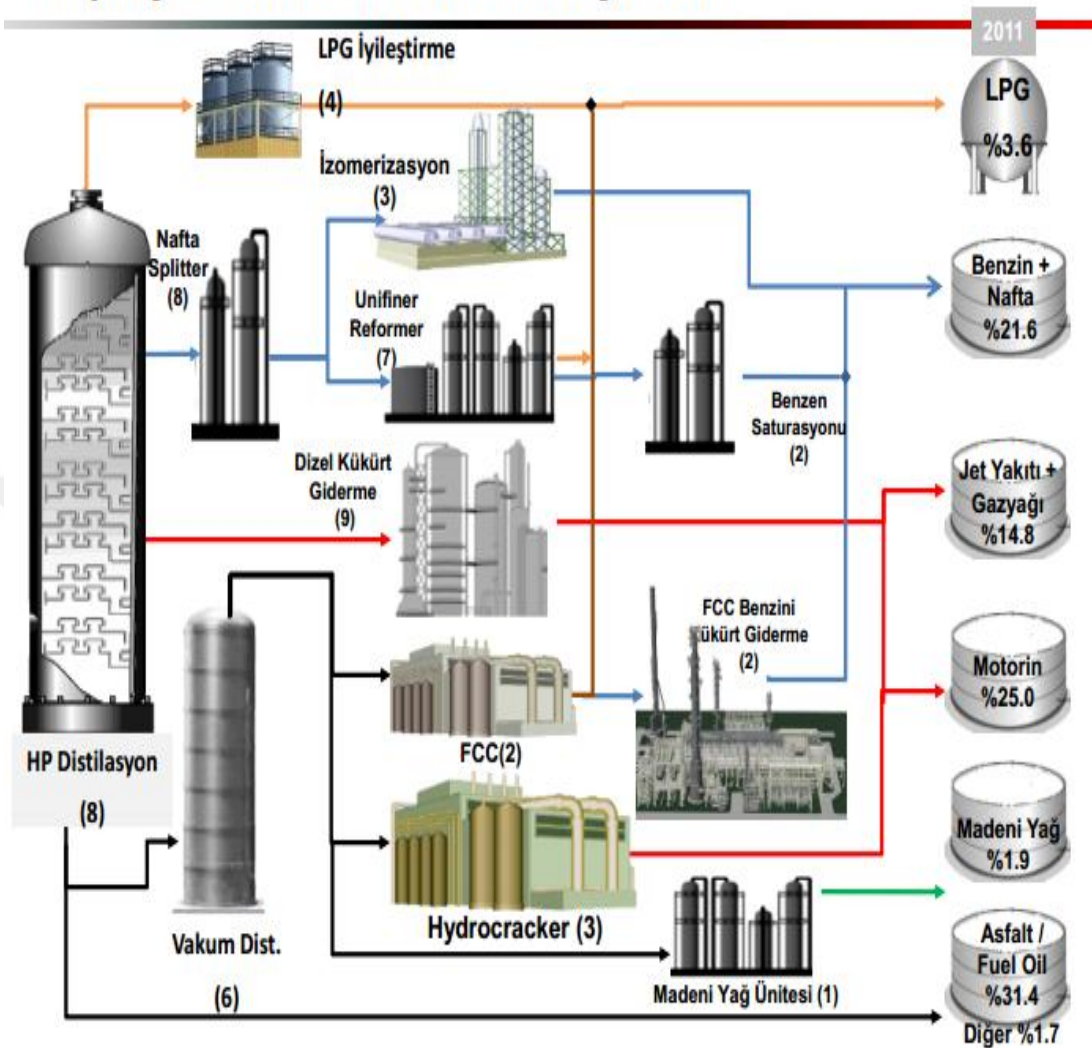 2011
LPG İyileştirme
(4)
LPG
%3.6
İzomerizasyon
(3)
Nafta
Splitter
(8)
Unifiner
Reformer
(7)
Benzin +
Nafta
%21.6
Benzen
Saturasyonu
(2)
Dizel Kükürt
Giderme
(9)
Jet Yakıtı +
Gazyağı
%14.8
FCC Benzini
ükürt Giderme
(2)
Motorin
%25.0
FCC(2)
HP Distilasyon
(8)
Madeni Yağ
%1.9
Hydrocracker (3)
Vakum Dist.
(6)
Madeni Yağ Ünitesi (1)
Asfalt /
Fuel Oil
%31.4
Diğer %1.7